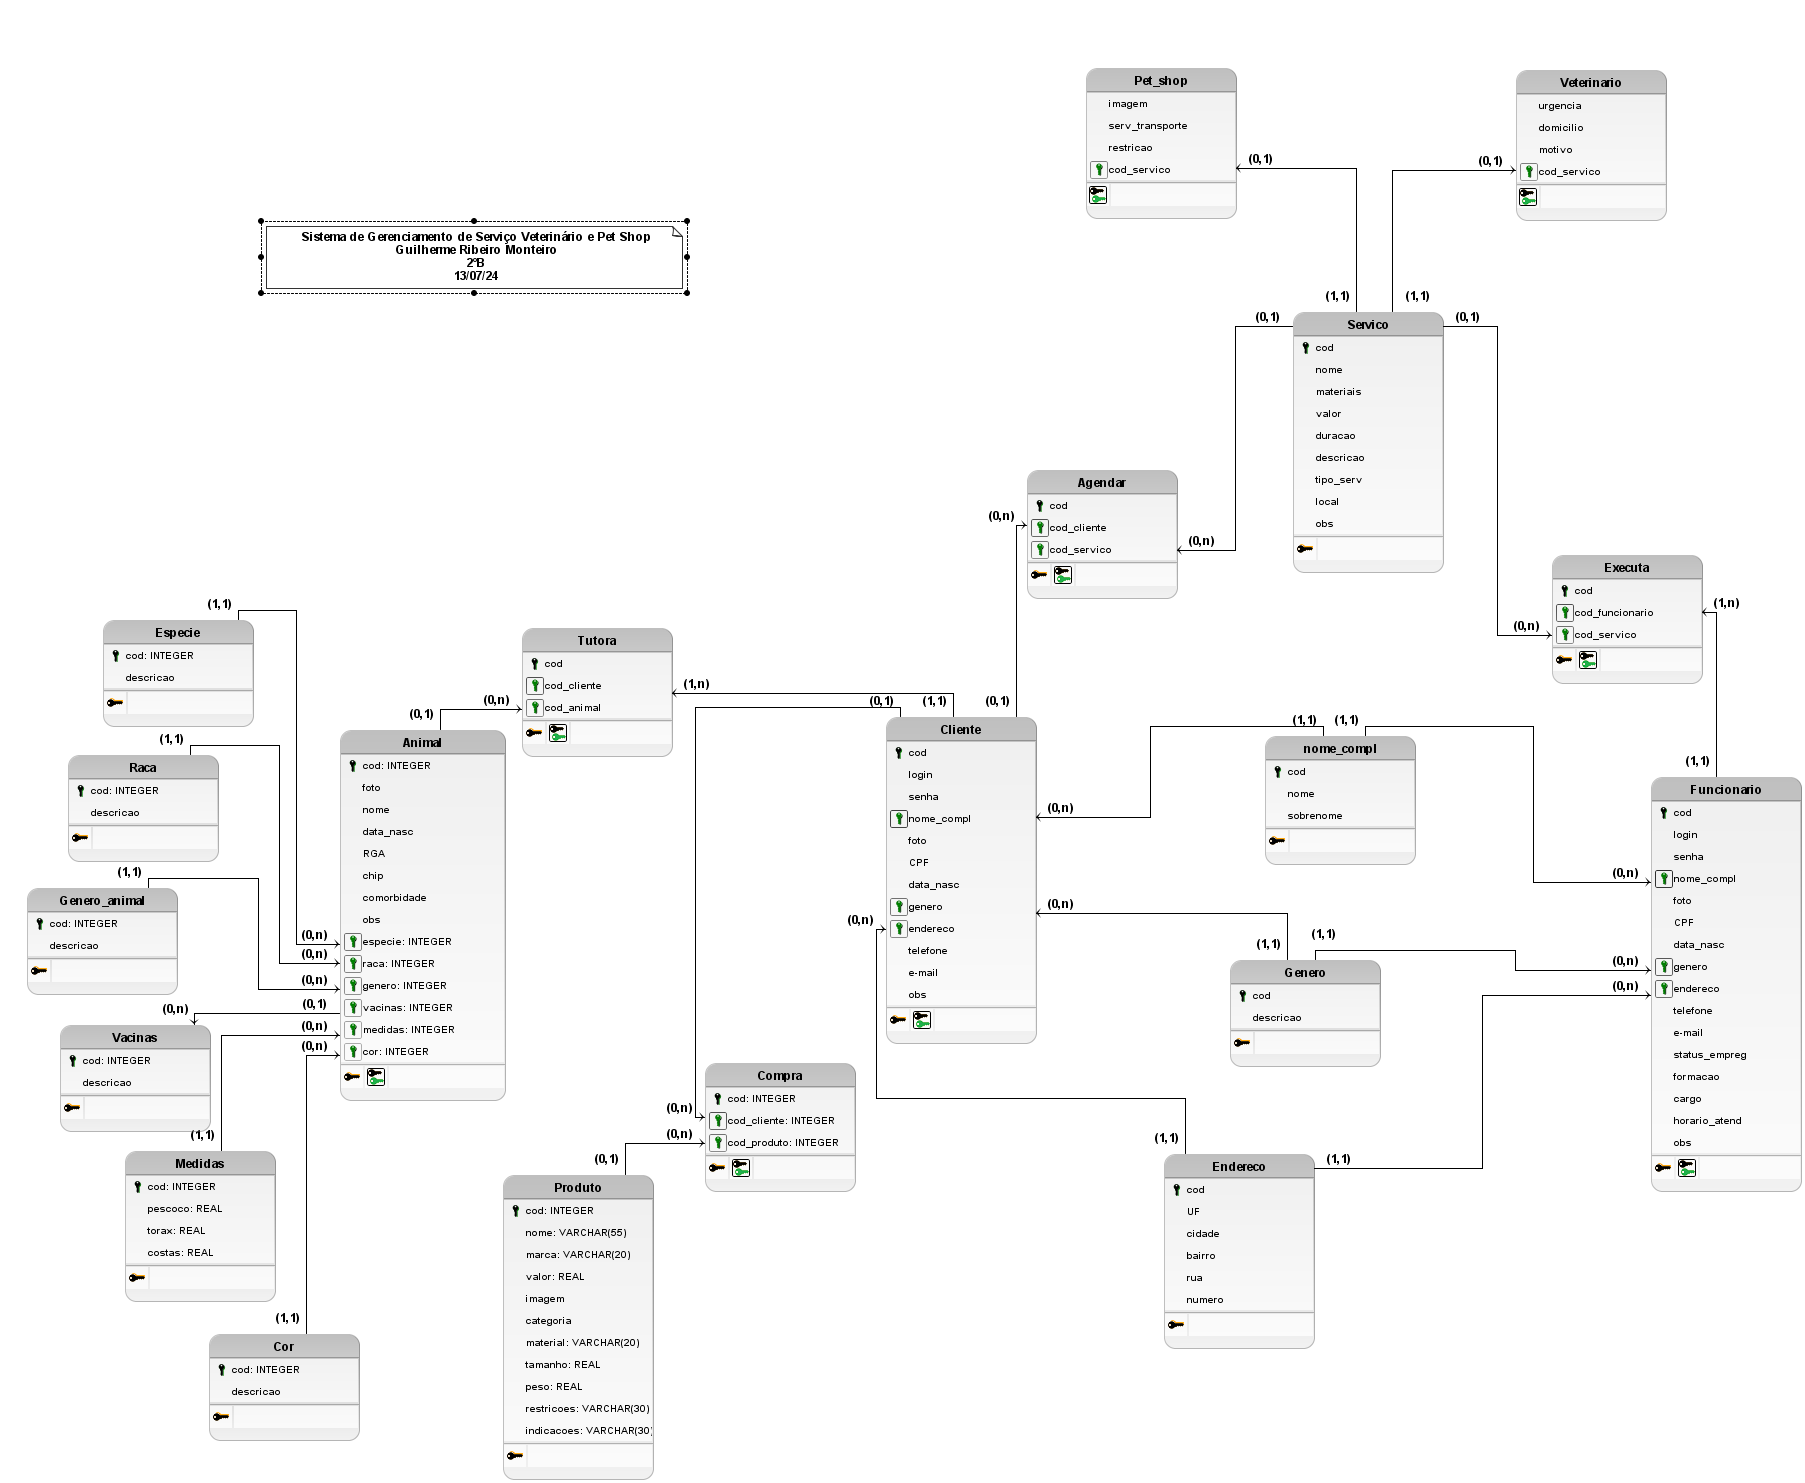 Sistema de Gerenciamento de Serviço Veterinário e Pet Shop
Guilherme Ribeiro Monteiro
2ºB
13/07/24
Pet_shop
imagem
serv_transporte
restricao
cod_servico
(0,1)
(1,1)
Veterinario
urgencia
domicilio
motivo
cod_servico
(0,1)
(1,1)
Servico
cod
nome
materiais
valor
duracao
descricao
tipo_serv
local
obs
(0,1)
(0,1)
Agendar
cod
cod_cliente
cod_servico
(0,n)
(0,n)
Executa
cod
cod_funcionario
cod_servico
(0,n)
(1,n)
Especie
cod: INTEGER
descricao
(1,1)
Raca
cod: INTEGER
descricao
(1,1)
Genero_animal
cod: INTEGER
descricao
(1,1)
Vacinas
cod: INTEGER
descricao
(0,n)
Medidas
cod: INTEGER
pescoco: REAL
torax: REAL
costas: REAL
(1,1)
Cor
cod: INTEGER
descricao
(1,1)
Tutora
cod
cod_cliente
cod_animal
(0,n)
(1,n)
Animal
cod: INTEGER
foto
nome
data_nasc
RGA
chip
comorbidade
obs
especie: INTEGER
raca: INTEGER
genero: INTEGER
vacinas: INTEGER
medidas: INTEGER
cor: INTEGER
(0,1)
(0,n)
(0,n)
(0,n)
(0,1)
(0,n)
(0,n)
Cliente
cod
login
senha
nome_compl
foto
CPF
data_nasc
genero
endereco
telefone
e-mail
obs
(0,1)
(1,1)
(0,1)
(0,n)
(0,n)
(0,n)
nome_compl
cod
nome
sobrenome
(1,1)
(1,1)
Funcionario
cod
login
senha
nome_compl
foto
CPF
data_nasc
genero
endereco
telefone
e-mail
status_empreg
formacao
cargo
horario_atend
obs
(1,1)
(0,n)
(0,n)
(0,n)
Genero
cod
descricao
(1,1)
(1,1)
Compra
cod: INTEGER
cod_cliente: INTEGER
cod_produto: INTEGER
(0,n)
(0,n)
Produto
cod: INTEGER
nome: VARCHAR(55)
marca: VARCHAR(20)
valor: REAL
imagem
categoria
material: VARCHAR(20)
tamanho: REAL
peso: REAL
restricoes: VARCHAR(30)
indicacoes: VARCHAR(30)
(0,1)
Endereco
cod
UF
cidade
bairro
rua
numero
(1,1)
(1,1)